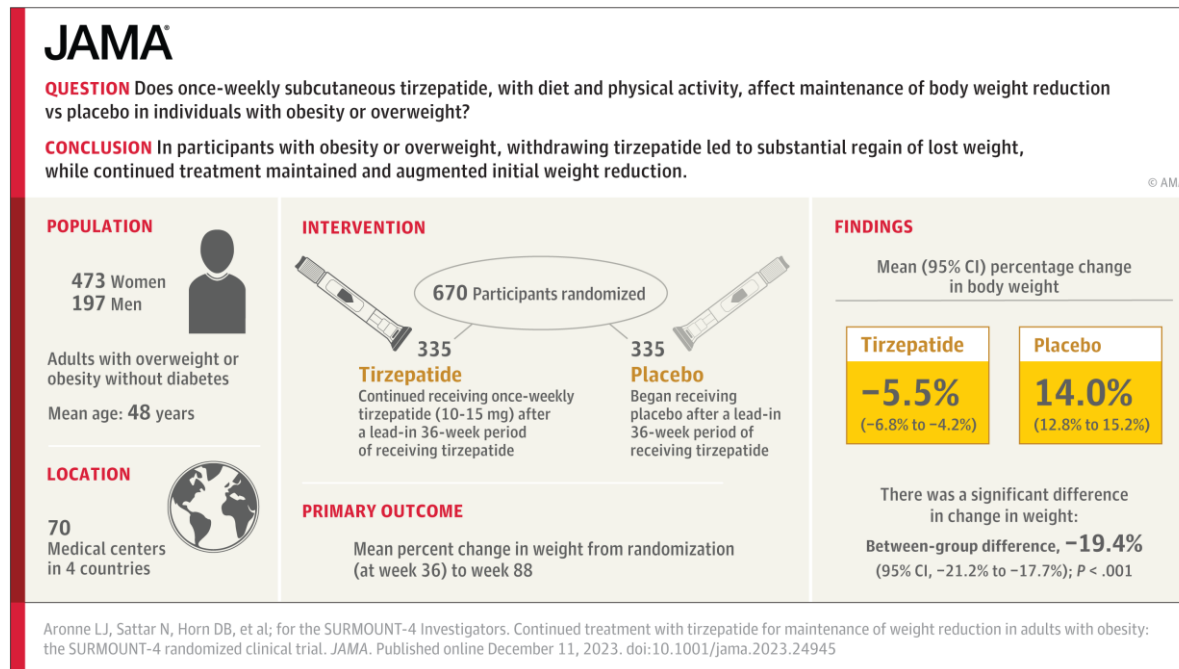 JAMA®
QUESTION Does once-weekly subcutaneous tirzepatide, with diet and physical activity, affect maintenance of body weight reduction
vs placebo in individuals with obesity or overweight?
CONCLUSION In participants with obesity or overweight, withdrawing tirzepatide led to substantial regain of lost weight,
while continued treatment maintained and augmented initial weight reduction.
© AM
POPULATION
473 Women
197 Men
Adults with overweight or
obesity without diabetes
Mean age: 48 years
LOCATION
70
Medical centers
in 4 countries
INTERVENTION
670 Participants randomized
335
Tirzepatide
Continued receiving once-weekly
tirzepatide (10-15 mg) after
a lead-in 36-week period
of receiving tirzepatide
335
Placebo
Began receiving
placebo after a lead-in
36-week period of
receiving tirzepatide
PRIMARY OUTCOME
Mean percent change in weight from randomization
(at week 36) to week 88
FINDINGS
Mean (95% CI) percentage change
in body weight
Tirzepatide
−5.5%
(−6.8% to −4.2%)
Placebo
14.0%
(12.8% to 15.2%)
There was a significant difference
in change in weight:
Between-group difference, −19.4%
(95% CI, −21.2% to −17.7%); P < .001
Aronne LJ, Sattar N, Horn DB, et al; for the SURMOUNT-4 Investigators. Continued treatment with tirzepatide for maintenance of weight reduction in adults with obesity:
the SURMOUNT-4 randomized clinical trial. JAMA. Published online December 11, 2023. doi:10.1001/jama.2023.24945